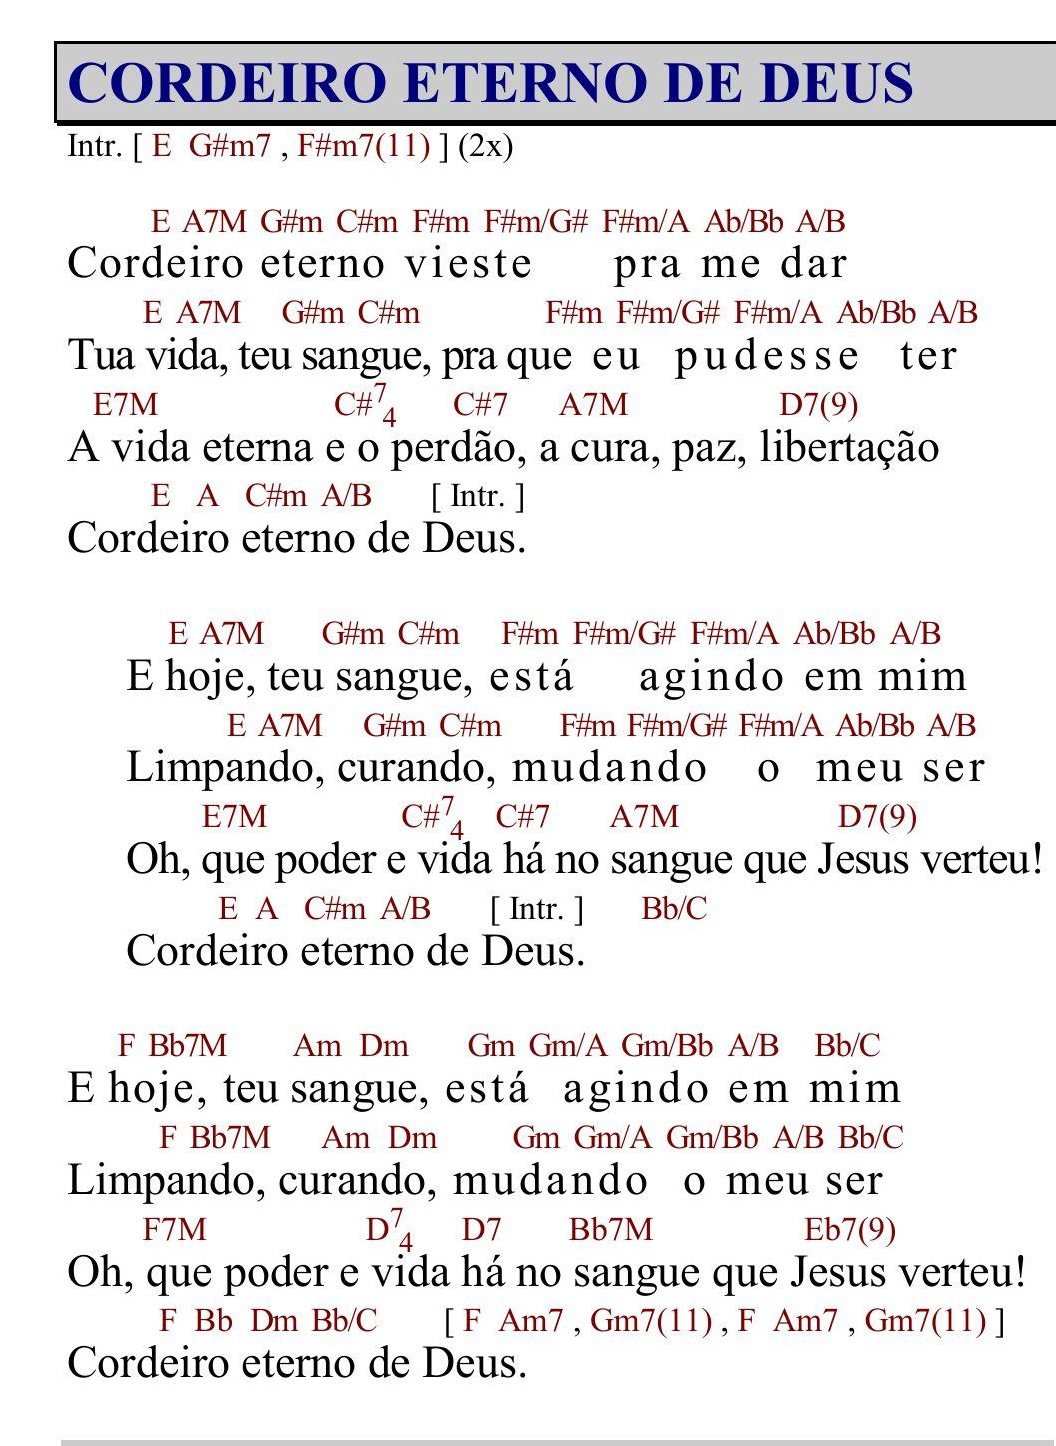 CORDEIRO ETERNO DE DEUS
Intr. [ E G#m7 , F#m7(11) ] (2x)
E A7M G#m C#m F#m F#m/G# F#m/A Ab/Bb A/B
Cordeiro eterno vieste pra me dar
E A7M G#m C#m F#m F#m/G# F#m/A Ab/Bb A/B
Tua vida, teu sangue, pra que eu pudesse ter
E7M C#7 4 C#7 A7M D7(9)
A vida eterna e o perdão, a cura, paz, libertação
E A C#m A/B [ Intr. ]
Cordeiro eterno de Deus.
E A7M G#m C#m F#m F#m/G# F#m/A Ab/Bb A/B
E hoje, teu sangue, está agindo em mim
E A7M G#m C#m F#m F#m/G# F#m/A Ab/Bb A/B
Limpando, curando, mudando o meu ser
E7M C#7 4 C#7 A7M D7(9)
Oh, que poder e vida há no sangue que Jesus verteu!
E A C#m A/B [ Intr. ] Bb/C
Cordeiro eterno de Deus.
F Bb7M Am Dm Gm Gm/A Gm/Bb A/B Bb/C
E hoje, teu sangue, está agindo em mim
F Bb7M Am Dm Gm Gm/A Gm/Bb A/B Bb/C
Limpando, curando, mudando o meu ser
F7M D7 4 D7 Bb7M Eb7(9)
Oh, que poder e vida há no sangue que Jesus verteu!
F Bb Dm Bb/C [ F Am7 , Gm7(11) , F Am7 , Gm7(11) ]
Cordeiro eterno de Deus.